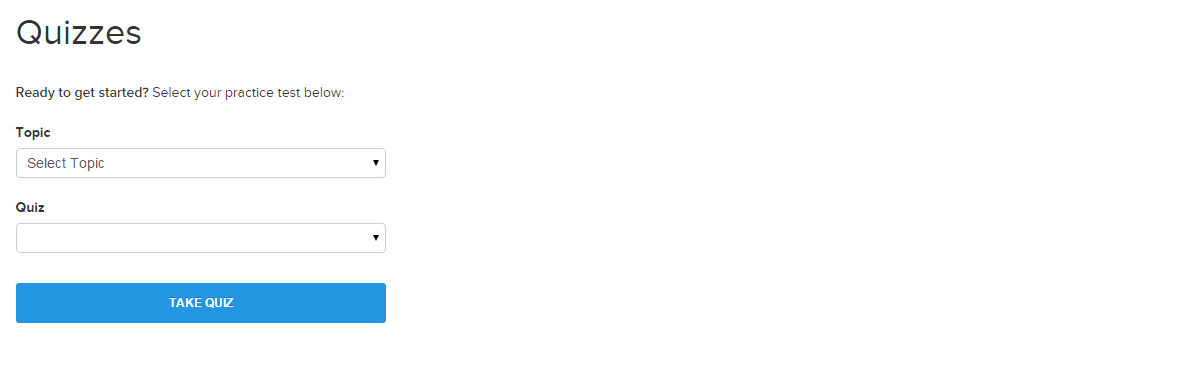 Quizzes
Ready to get started? Select your practice test below:
Topic
Select Topic
Quiz
TAKE QUIZ